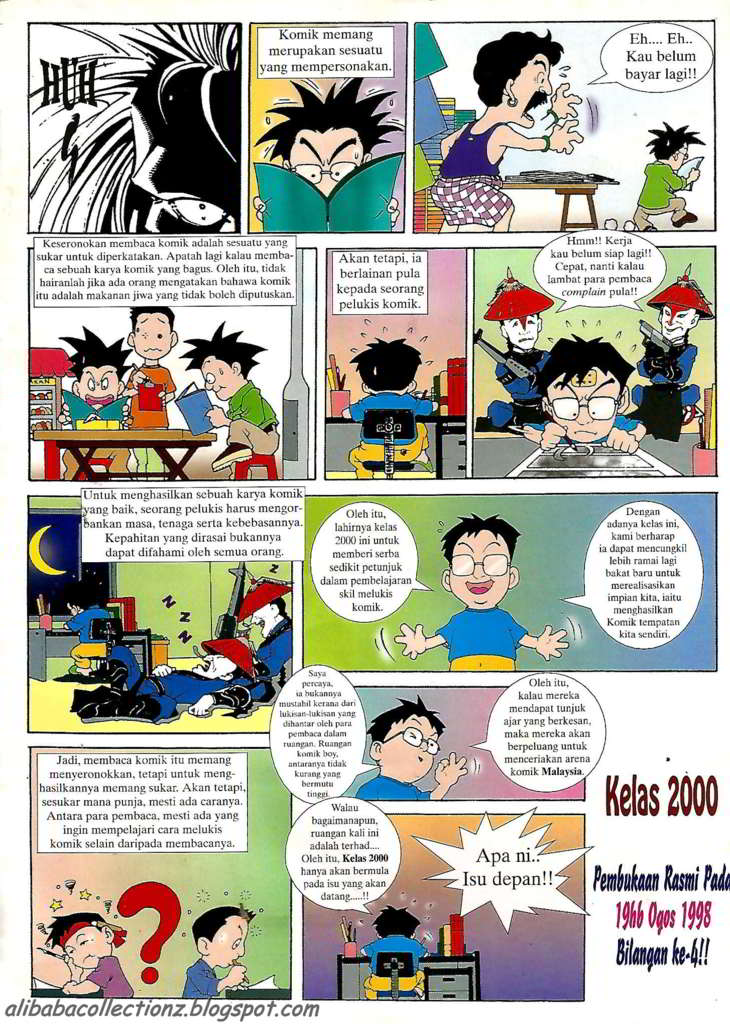 HUH
Komik memang
merupakan sesuatu
yang mempersonakan.
Eh.... Eh..
Kau belum
bayar lagi!!
Keseronokan membaca komik adalah sesuatu yang
sukar untuk diperkatakan. Apatah lagi kalau memba-
ca sebuah karya komik yang bagus. Oleh itu, tidak
hairanlah jika ada orang mengatakan bahawa komik
itu adalah makanan jiwa yang tidak boleh diputuskan.
Akan tetapi, ia
berlainan pula
kepada seorang
pelukis komik.
Hmm!! Kerja
kau belum siap lagi!!
Cepat, nanti kalau
lambat para pembaca
complain pula!!
Untuk menghasilkan sebuah karya komik
yang baik, seorang pelukis harus mengor-
bankan masa, tenaga serta kebebasannya.
Kepahitan yang dirasai bukannya
dapat difahami oleh semua orang.
Z
Z
Z
Z
Z
Oleh itu,
lahirnya kelas
2000 ini untuk
memberi serba
sedikit petunjuk
dalam pembelajaran
skil melukis
komik.
Dengan
adanya kelas ini,
kami berharap
ia dapat mencungkil
lebih ramai lagi
bakat baru untuk
merealisasikan
impian kita, iaitu
menghasilkan
Komik tempatan
kita sendiri.
Saya
percaya,
ia bukannya
mustabil kerana dari
lukisan-lukisan yang
dihantar oleh para
pembaca dalam
ruangan. Ruangan
komik boy,
antaranya tidak
kurang yang
bermutu
tinggi.
Oleh itu,
kalau mereka
mendapat tunjuk
ajar yang berkesan,
maka mereka akan
berpeluang untuk
menceriakan arena
komik Malaysia.
Jadi, membaca komik itu memang
menyeronokkan, tetapi untuk meng-
hasilkannya memang sukar. Akan tetapi,
sesukar mana punja, mesti ada caranya.
Antara para pembaca, mesti ada yang
ingin mempelajari cara melukis
komik selain daripada membacanya.
?
Walau
bagaimanapun,
ruangan kali ini
adalah terhad....
Oleh itu, Kelas 2000
hanya akan bermula
pada isu yang akan
datang.....!!
Apa ni..
Isu depan!!
Kelas 2000
Pembukaan Rasmi Pada
19hb Ogos 1998
Bilangan ke-4!!
alibabacollectionz.blogspot.com